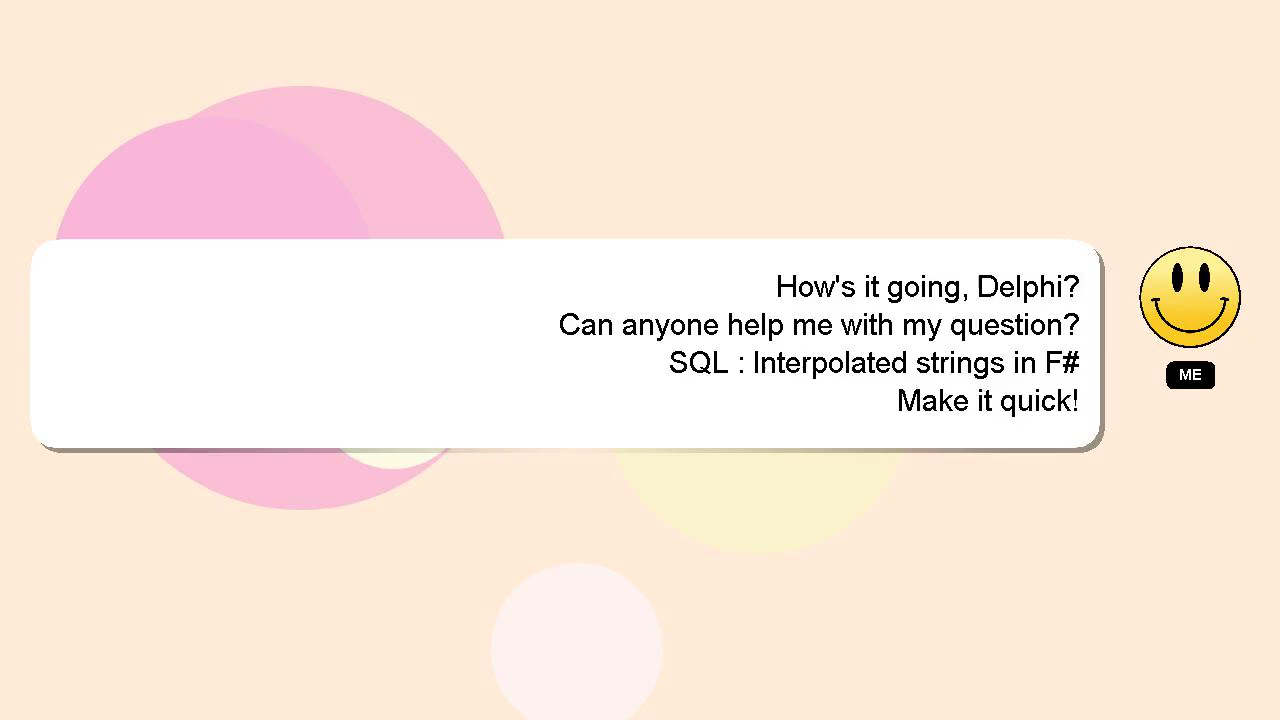 How's it going, Delphi?
Can anyone help me with my question?
SQL : Interpolated strings in F#
Make it quick!
ME